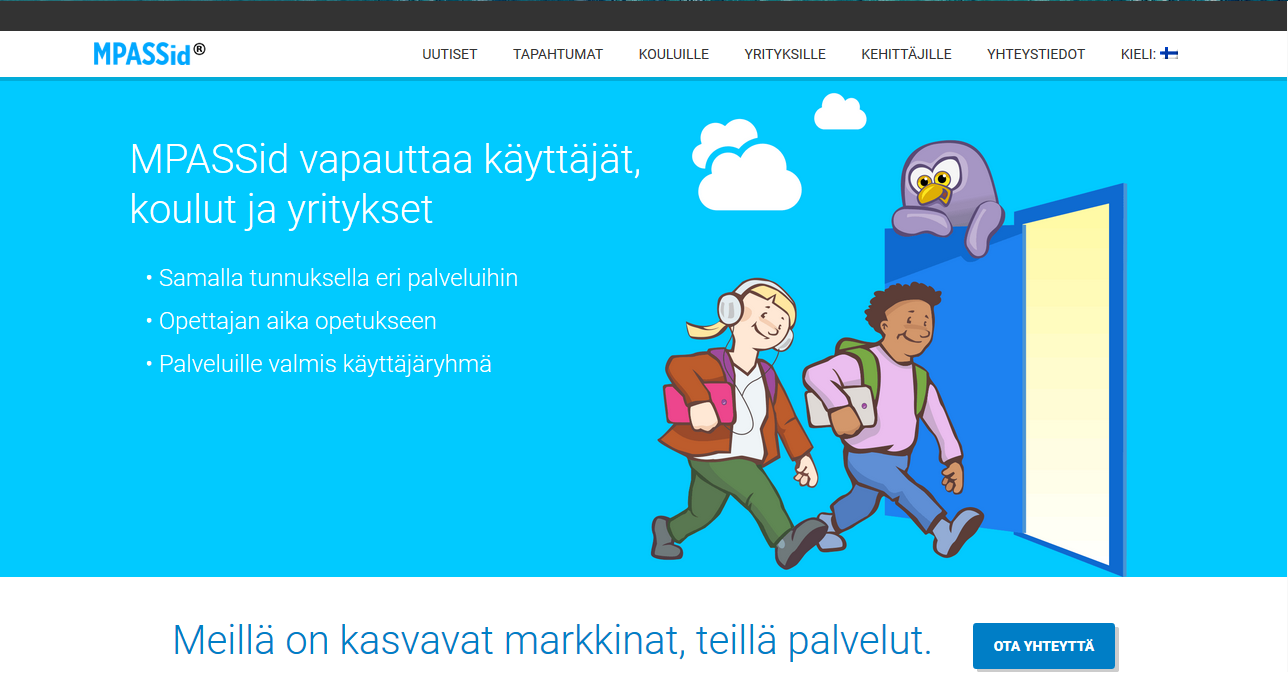 MPASSid®
UUTISET TAPAHTUMAT KOULUILLE YRITYKSILLE KEHITTÄJILLE YHTEYSTIEDOT KIELI:
MPASSid vapauttaa käyttäjät,
koulut ja yritykset
• Samalla tunnuksella eri palveluihin
• Opettajan aika opetukseen
• Palveluille valmis käyttäjäryhmä
Meillä on kasvavat markkinat, teillä palvelut.
OTA YHTEYTTÄ